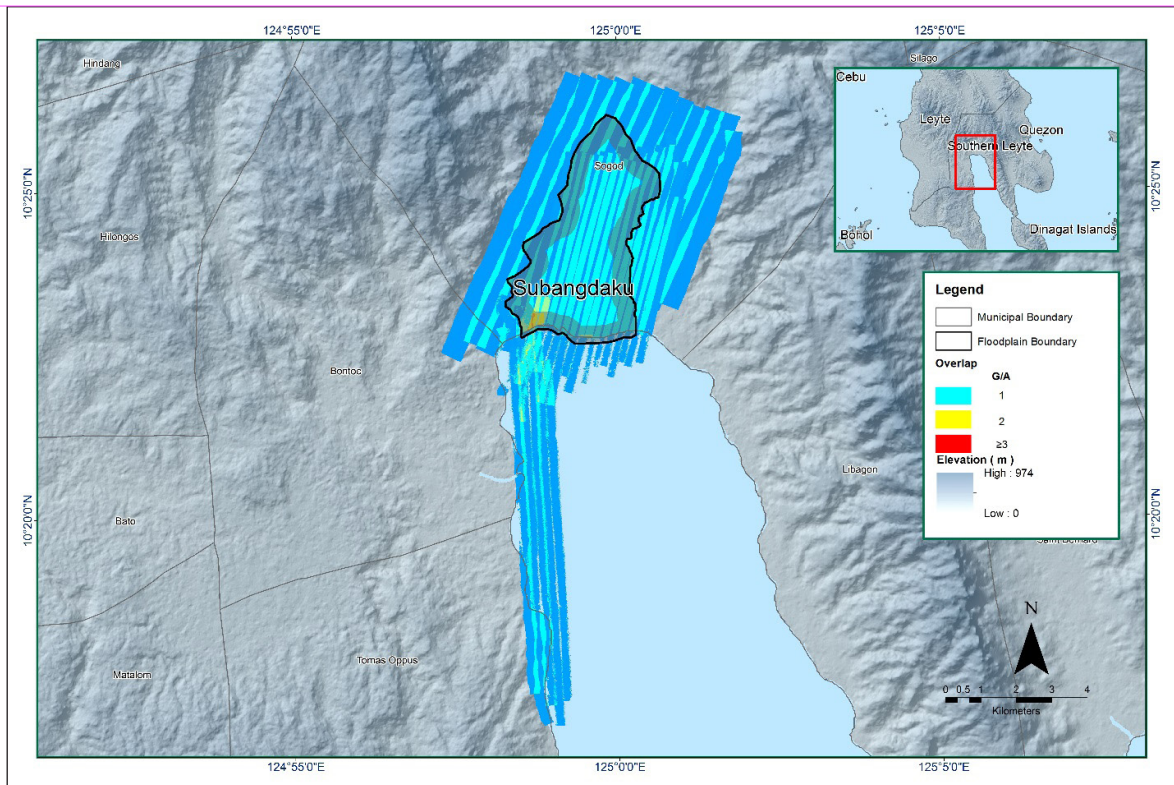 124°55'0"E
125°0'0"E
125°5'0"E
Hindang
Silago
Cebu
Leyte
Quezon
Southern Leyte
Bohol
Dinagat Islands
10°25'0"N
10°25'0"N
Sogod
Hilongos
Subangdaku
Legend
Municipal Boundary
Floodplain Boundary
Overlap
G/A
1
2
≥3
Elevation ( m )
High : 974
Low : 0
Bontoc
Libagon
10°20'0"N
10°20'0"N
Bato
Saint Bernard
Tomas Oppus
Matalom
N
0 0.5 1 2 3 4
Kilometers
124°55'0"E
125°0'0"E
125°5'0"E